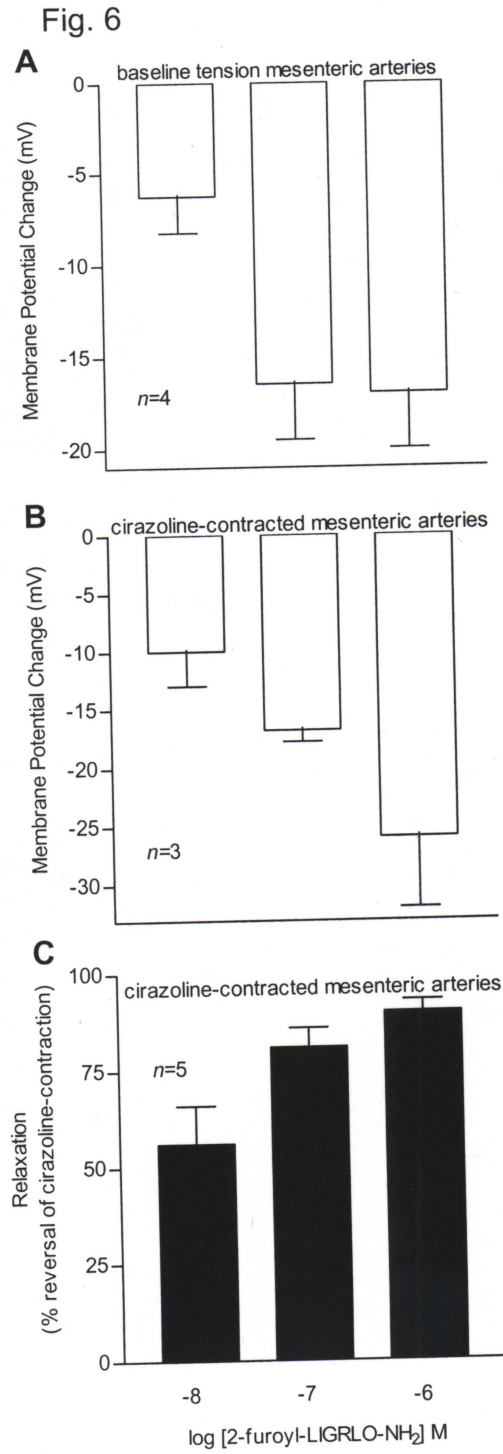 Fig. 6
A
baseline tension mesenteric arteries
Membrane Potential Change (mV)
0
-5
-10
-15
-20
n=4
B
cirazoline-contracted mesenteric arteries
Membrane Potential Change (mV)
0
-5
-10
-15
-20
-25
-30
n=3
C
cirazoline-contracted mesenteric arteries
Relaxation
(% reversal of cirazoline-contraction)
100
75
50
25
0
n=5
-8 -7 -6
log [2-furoyl-LIGRLO-NH₂] M